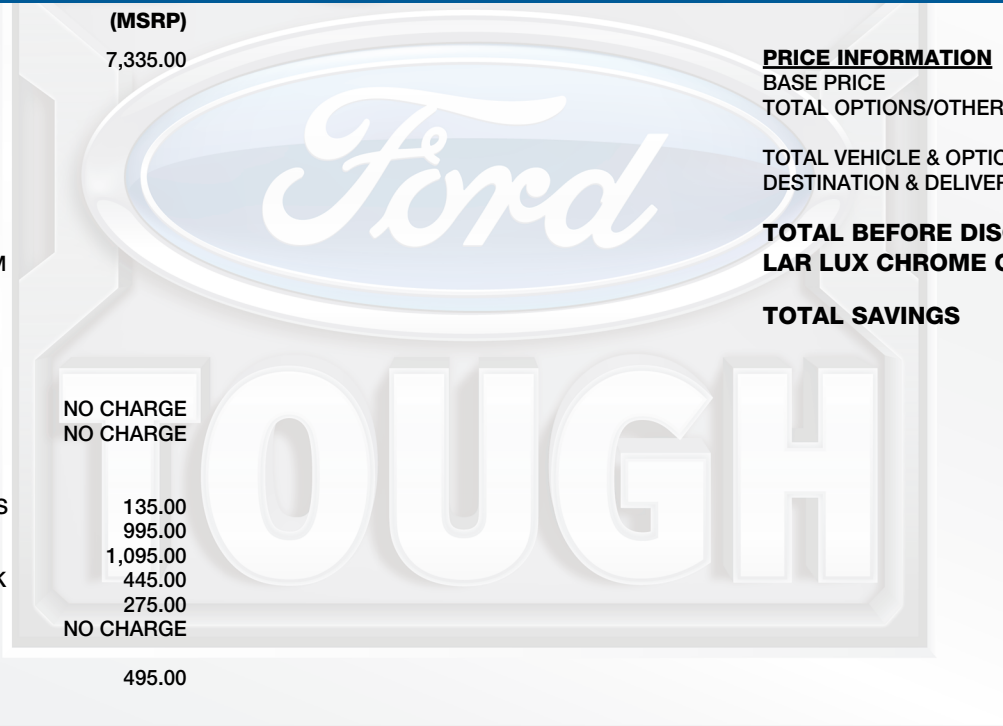 (MSRP)
7,335.00
M
NO CHARGE
NO CHARGE
S 135.00
995.00
1,095.00
K 445.00
275.00
NO CHARGE
495.00
PRICE INFORMATION
BASE PRICE
TOTAL OPTIONS/OTHER
TOTAL VEHICLE & OPTIO
DESTINATION & DELIVER
TOTAL BEFORE DIS
LAR LUX CHROME
TOTAL SAVINGS
Ford
TOUGH